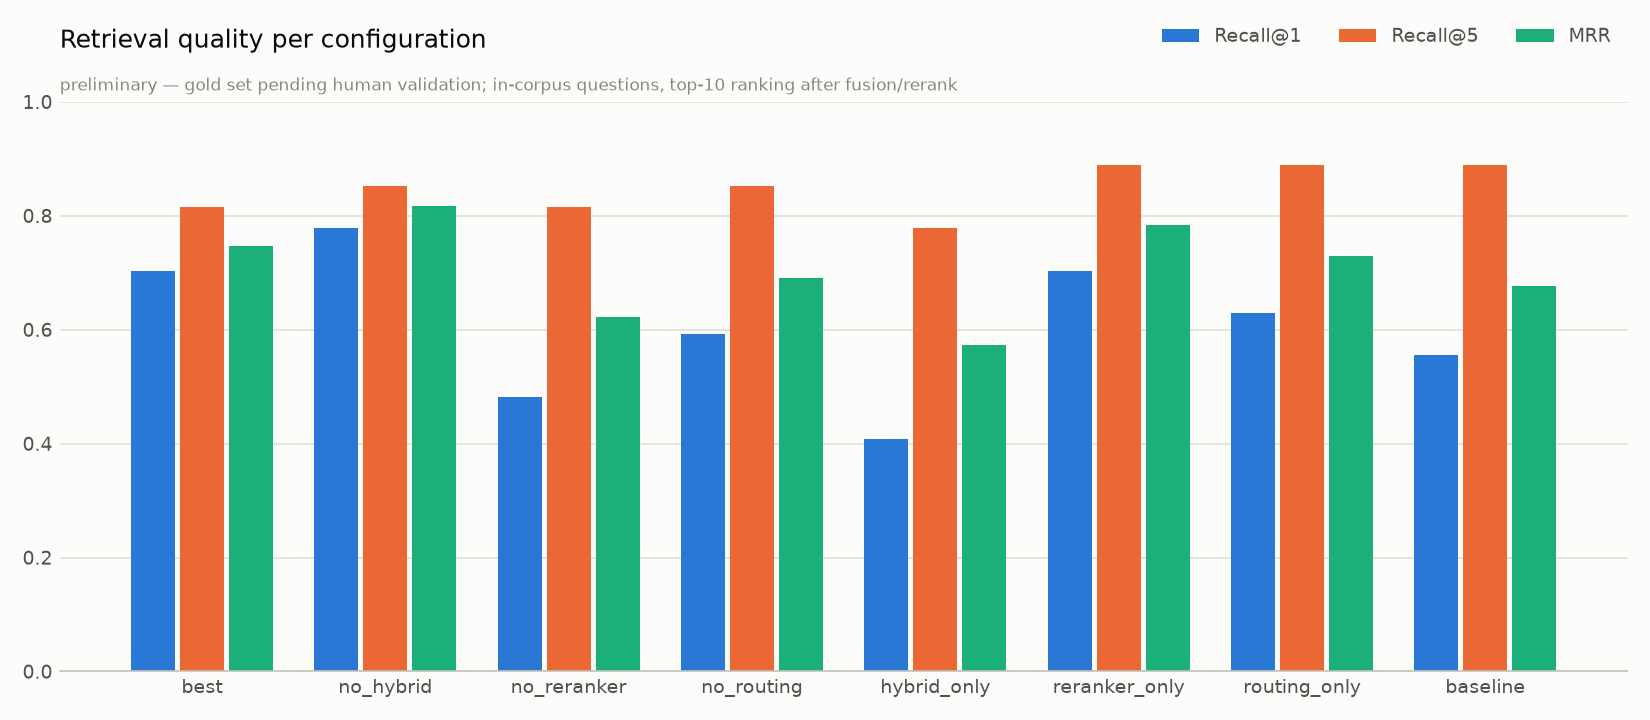 Retrieval quality per configuration
Recall@1 Recall@5 MRR
preliminary — gold set pending human validation; in-corpus questions, top-10 ranking after fusion/rerank
1.0
0.8
0.6
0.4
0.2
0.0
best no_hybrid no_reranker no_routing hybrid_only reranker_only routing_only baseline